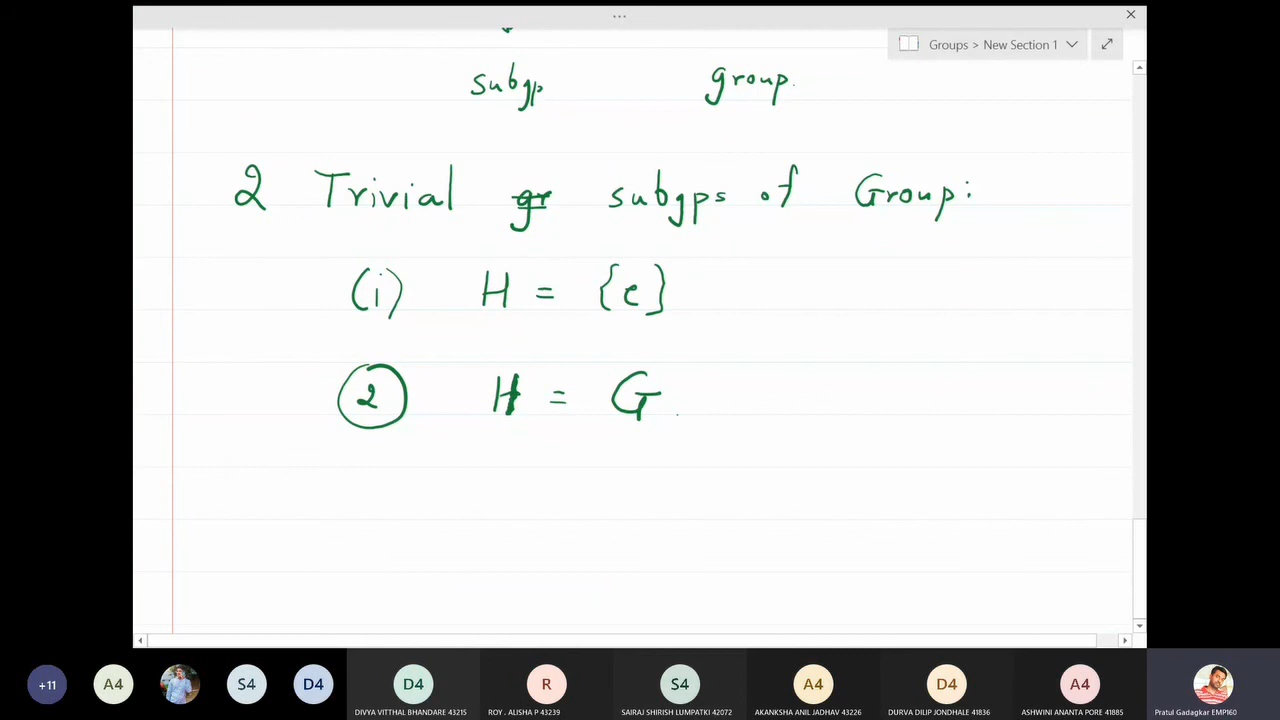 Groups > New Section 1
subgp group.
2 Trivial gr subgps of Group:
(i) H = {e}
2 H = G.
+11 A4 S4 D4 D4 R S4 A4 D4 A4
DIVYA VITTHAL BHANDARE 43215 ROY . ALISHA P 43239 SAIRAJ SHIRISH LUMPATKI 42072 AKANKSHA ANIL JADHAV 43226 DURVA DILIP JONDHALE 41836 ASHWINI ANANTA PORE 41885 Pratul Gadagkar EMP160